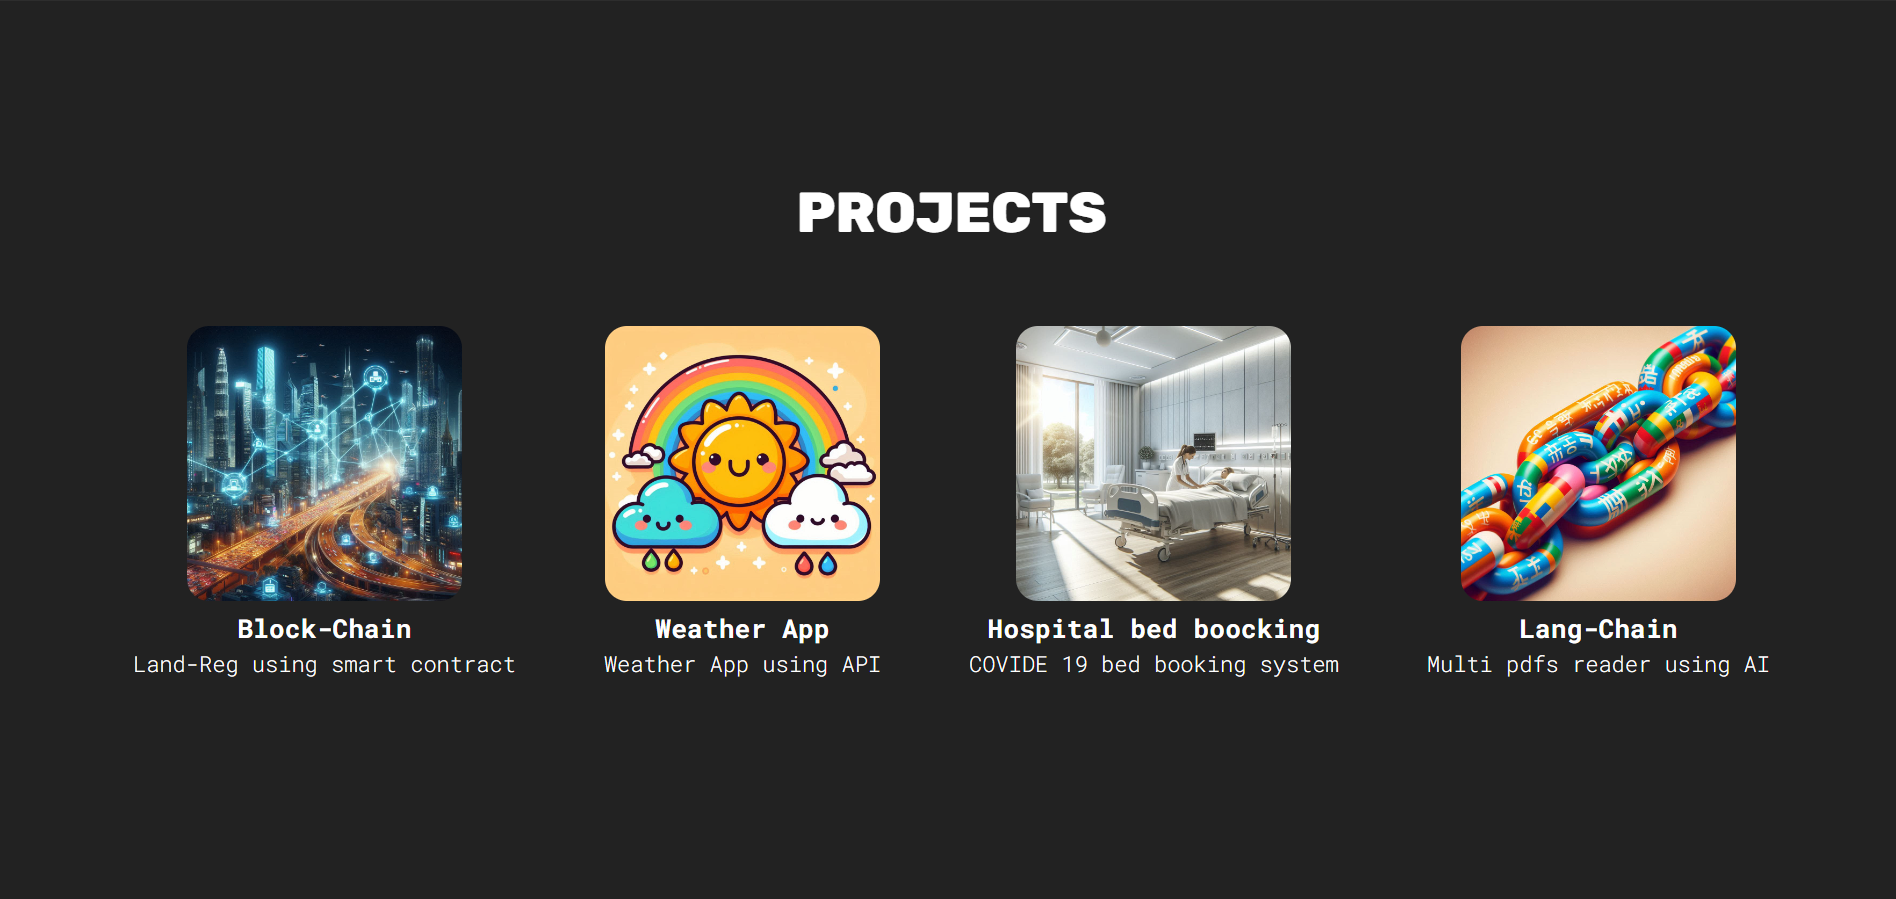 PROJECTS
Block-Chain
Land-Reg using smart contract
Weather App
Weather App using API
Hospital bed boocking
COVIDE 19 bed booking system
Lang-Chain
Multi pdfs reader using AI